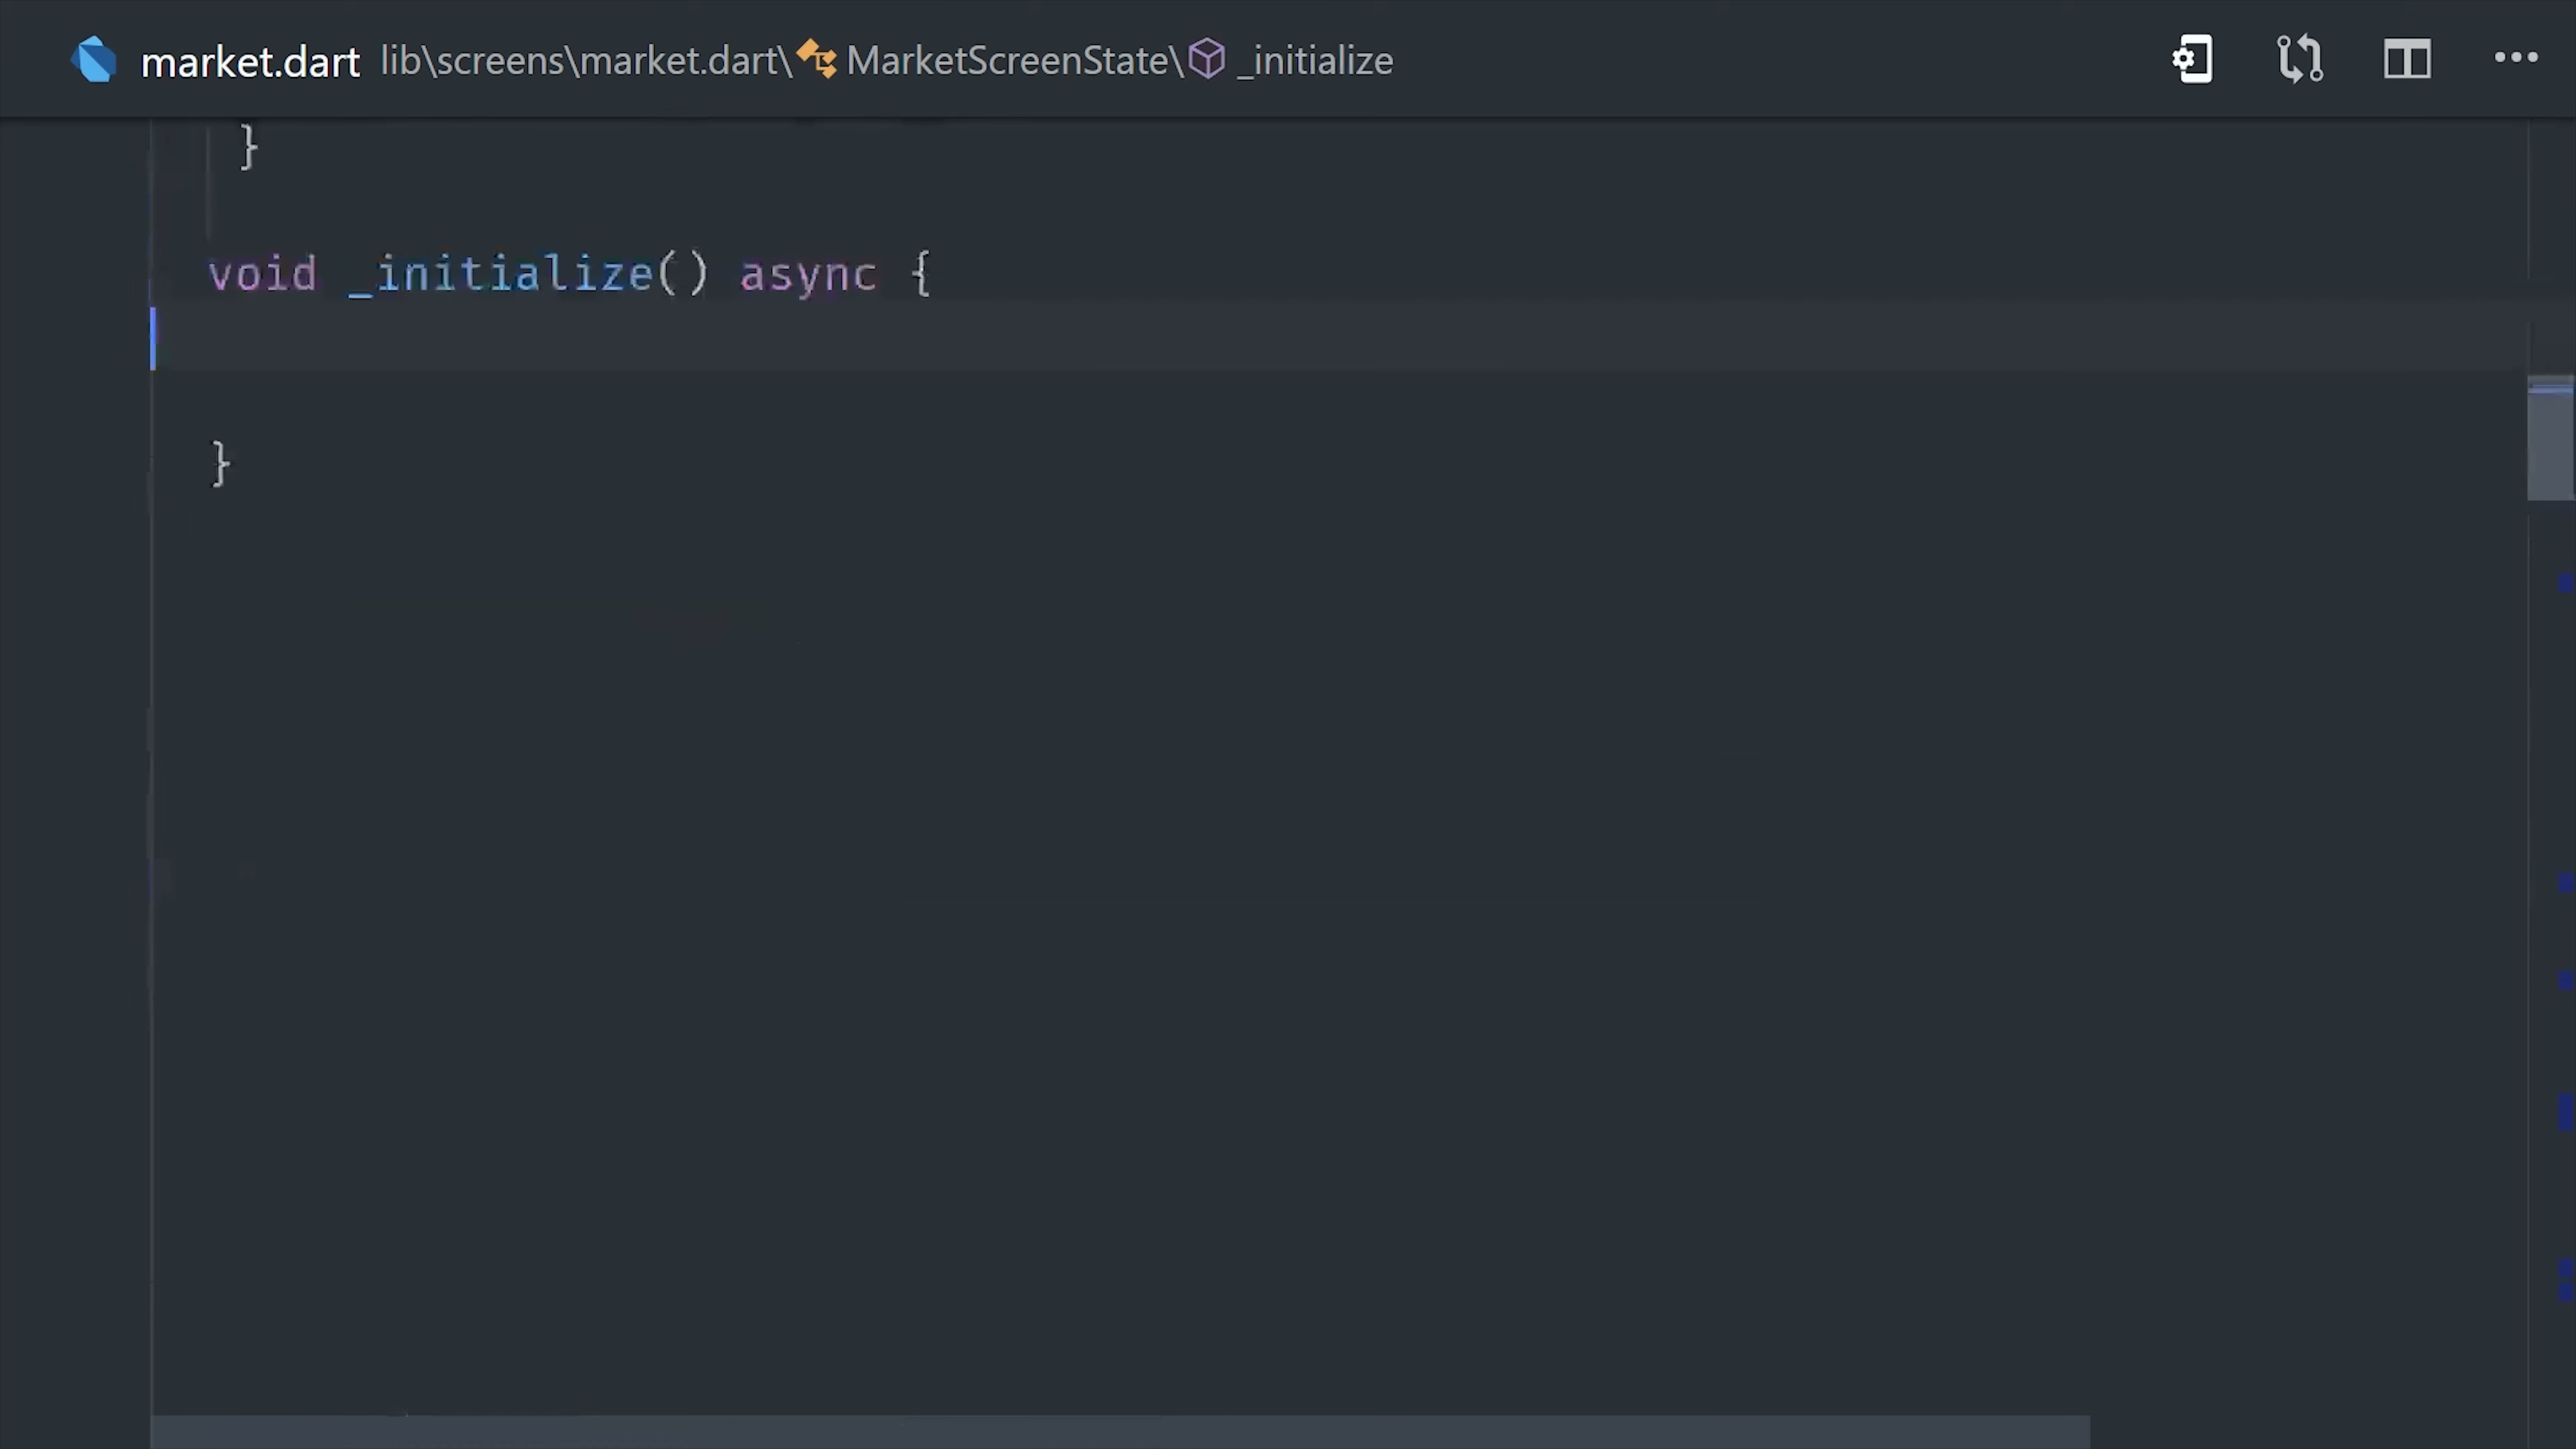 market.dart lib\screens\market.dart\MarketScreenState\_initialize
}
void _initialize() async {
}